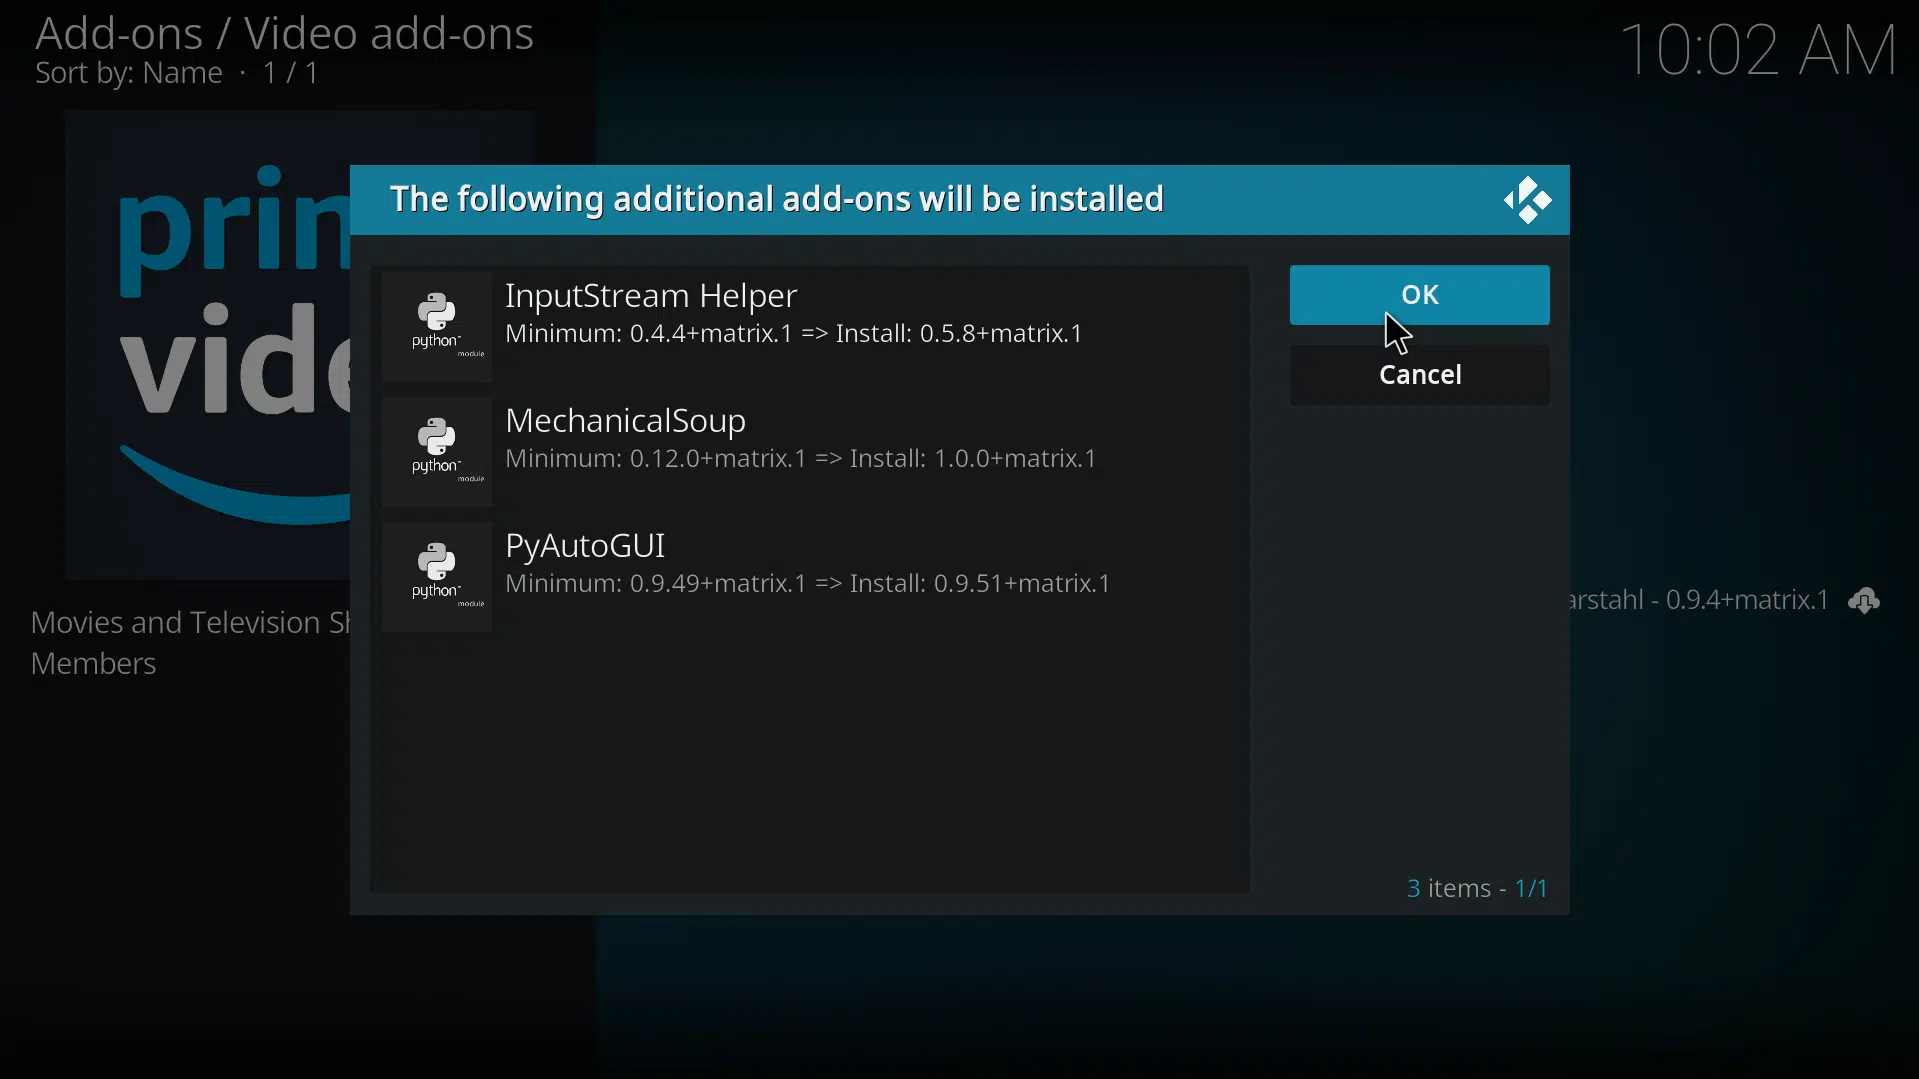 Add-ons / Video add-ons
Sort by: Name · 1 / 1
10:02 AM
The following additional add-ons will be installed
InputStream Helper
Minimum: 0.4.4+matrix.1 => Install: 0.5.8+matrix.1
MechanicalSoup
Minimum: 0.12.0+matrix.1 => Install: 1.0.0+matrix.1
PyAutoGUI
Minimum: 0.9.49+matrix.1 => Install: 0.9.51+matrix.1
python™
module
python™
module
python™
module
OK
Cancel
3 items - 1/1
prin
vide
Movies and Television Sh
Members
arstahl - 0.9.4+matrix.1